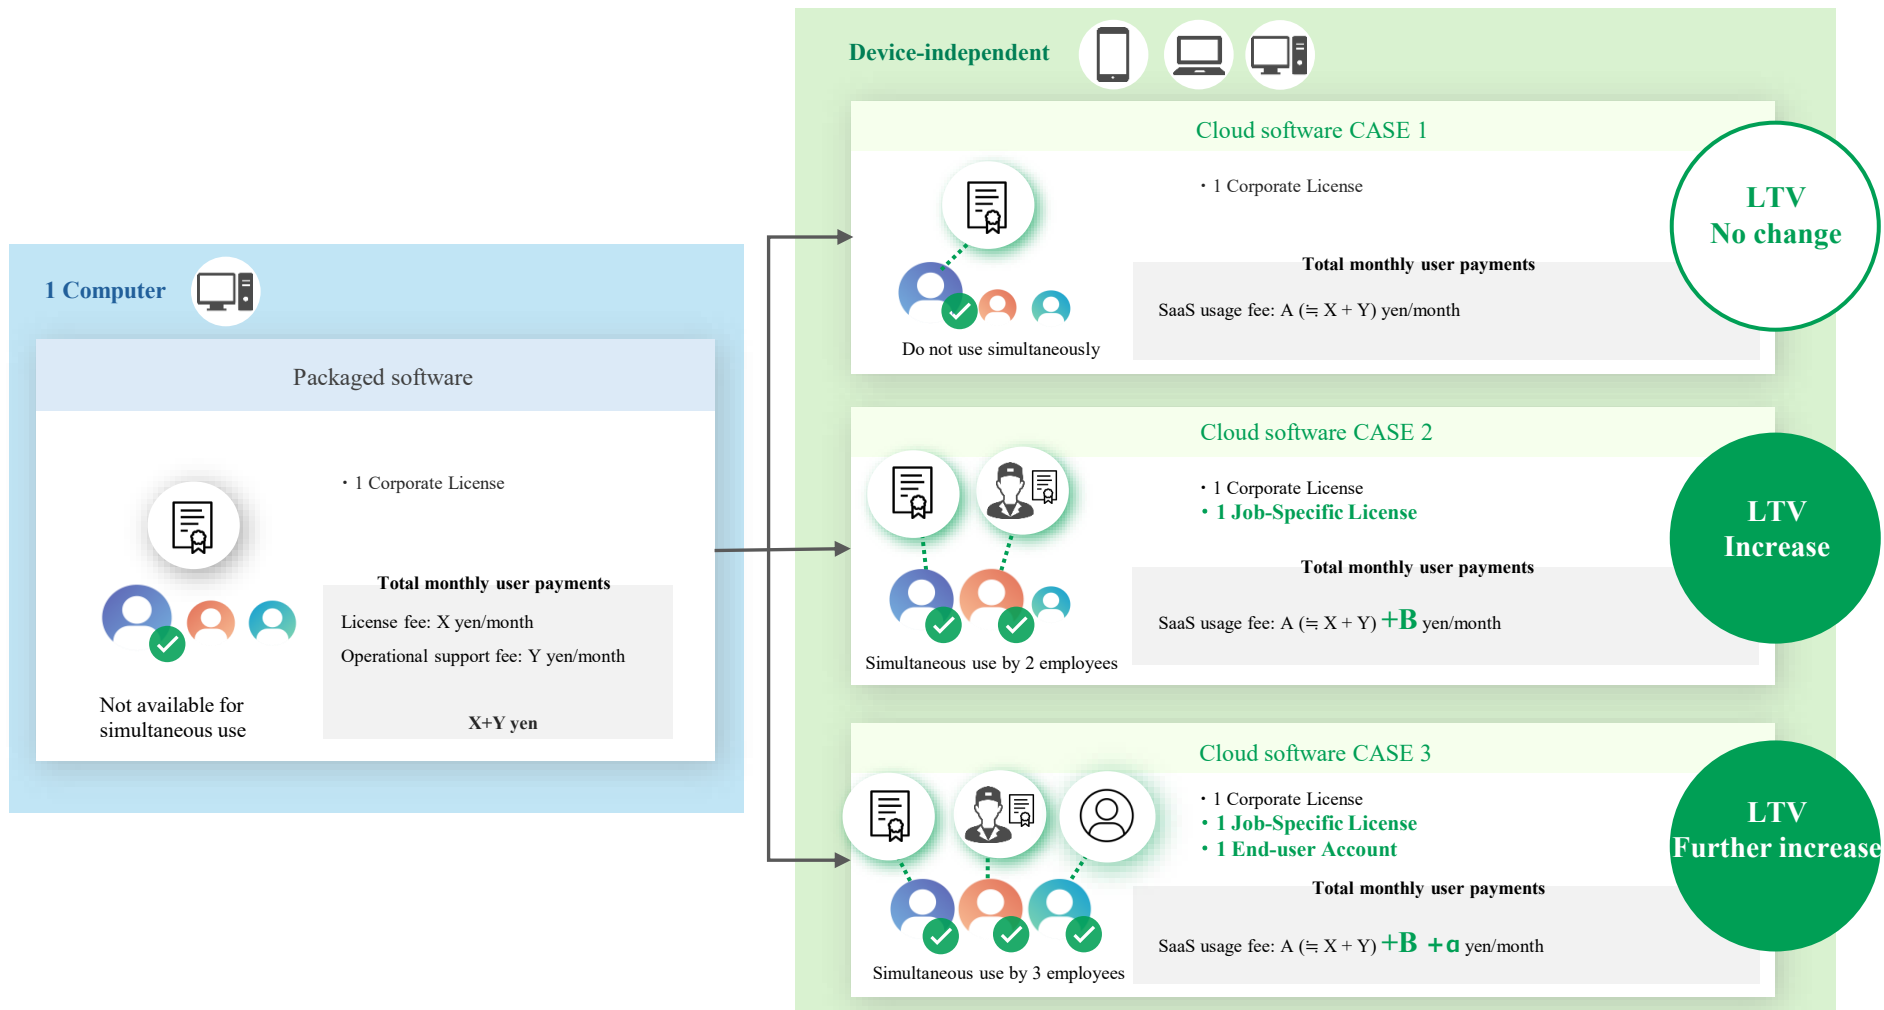 1 Computer
Packaged software
・1 Corporate License
Total monthly user payments
License fee: X yen/month
Operational support fee: Y yen/month
X+Y yen
Not available for
simultaneous use
Device-independent
Cloud software CASE 1
・1 Corporate License
Total monthly user payments
SaaS usage fee: A (≒ X + Y) yen/month
Do not use simultaneously
LTV
No change
Cloud software CASE 2
・1 Corporate License
・1 Job-Specific License
Total monthly user payments
SaaS usage fee: A (≒ X + Y) +B yen/month
Simultaneous use by 2 employees
LTV
Increase
Cloud software CASE 3
・1 Corporate License
・1 Job-Specific License
・1 End-user Account
Total monthly user payments
SaaS usage fee: A (≒ X + Y) +B +α yen/month
Simultaneous use by 3 employees
LTV
Further increase